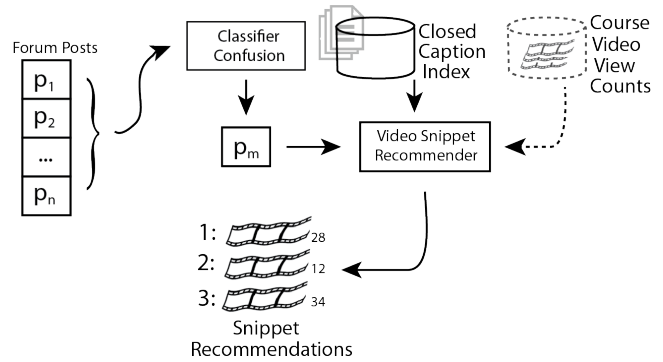 Forum Posts
p1
p2
...
pn
Classifier
Confusion
pm
Closed
Caption
Index
Course
Video
View
Counts
Video Snippet
Recommender
1: 28
2: 12
3: 34
Snippet
Recommendations